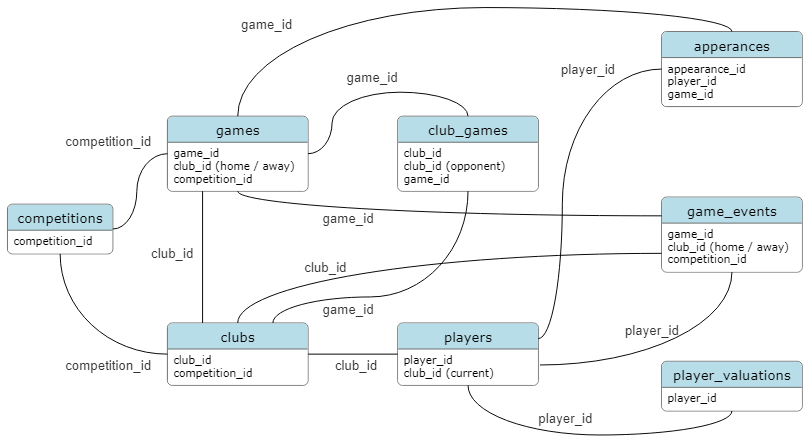 game_id
apperances
appearance_id
player_id
game_id
player_id
game_id
games
game_id
club_id (home / away)
competition_id
club_games
club_id
club_id (opponent)
game_id
competition_id
competitions
competition_id
game_id
game_events
game_id
club_id (home / away)
competition_id
club_id
club_id
game_id
clubs
club_id
competition_id
players
player_id
club_id (current)
player_id
competition_id
club_id
player_valuations
player_id
player_id